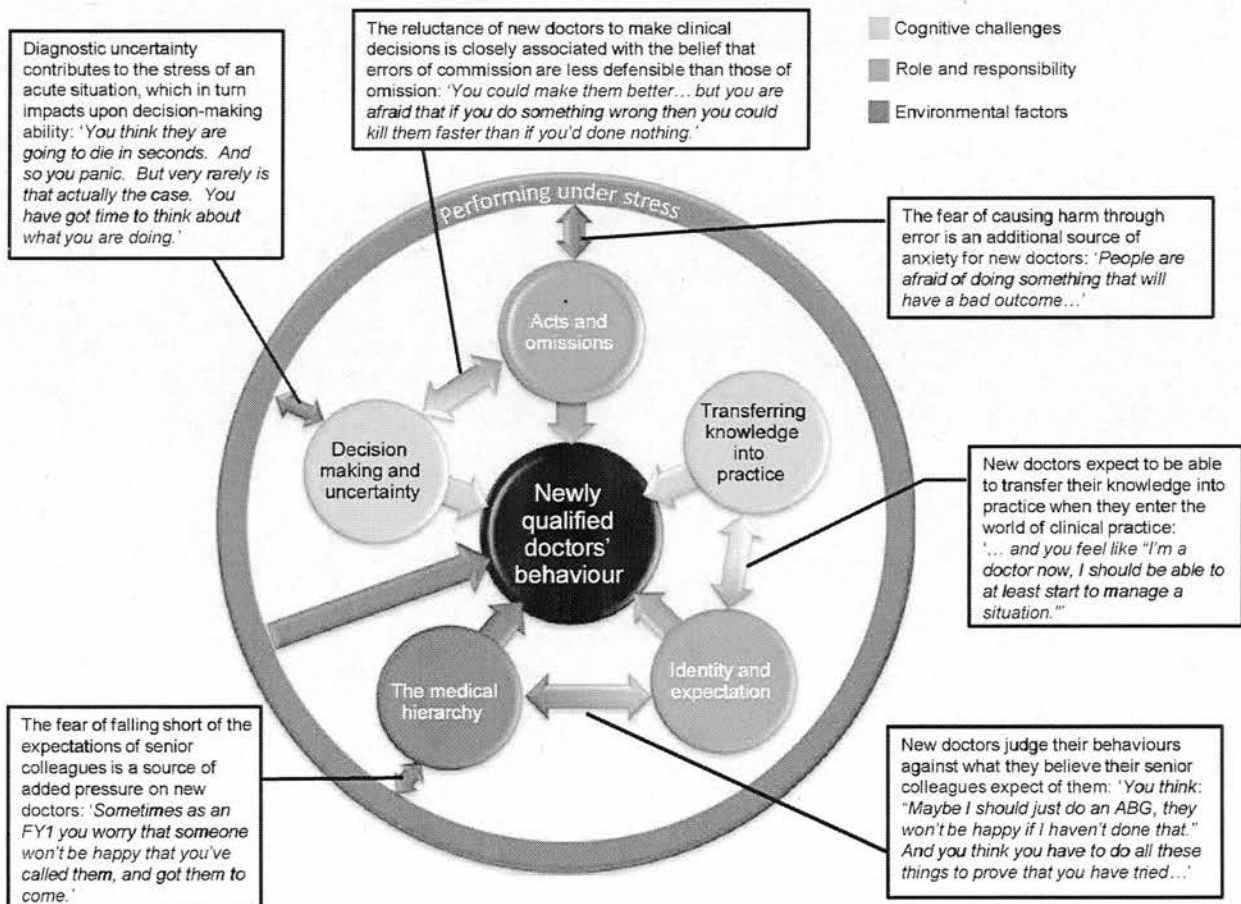 Diagnostic uncertainty
contributes to the stress of an
acute situation, which in turn
impacts upon decision-making
ability: ‘You think they are
going to die in seconds. And
so you panic. But very rarely is
that actually the case. You
have got time to think about
what you are doing.’
The reluctance of new doctors to make clinical
decisions is closely associated with the belief that
errors of commission are less defensible than those of
omission: ‘You could make them better... but you are
afraid that if you do something wrong then you could
kill them faster than if you’d done nothing.’
Cognitive challenges
Role and responsibility
Environmental factors
Performing under stress
The fear of causing harm through
error is an additional source of
anxiety for new doctors: ‘People are
afraid of doing something that will
have a bad outcome...’
Acts and
omissions
Transferring
knowledge
into
practice
Decision
making and
uncertainty
Newly
qualified
doctors’
behaviour
New doctors expect to be able
to transfer their knowledge into
practice when they enter the
world of clinical practice:
‘... and you feel like “I’m a
doctor now, I should be able to
at least start to manage a
situation.”’
The medical
hierarchy
Identity and
expectation
The fear of falling short of the
expectations of senior
colleagues is a source of
added pressure on new
doctors: ‘Sometimes as an
FY1 you worry that someone
won’t be happy that you’ve
called them, and got them to
come.’
New doctors judge their behaviours
against what they believe their senior
colleagues expect of them: ‘You think:
“Maybe I should just do an ABG, they
won’t be happy if I haven’t done that.”
And you think you have to do all these
things to prove that you have tried...’